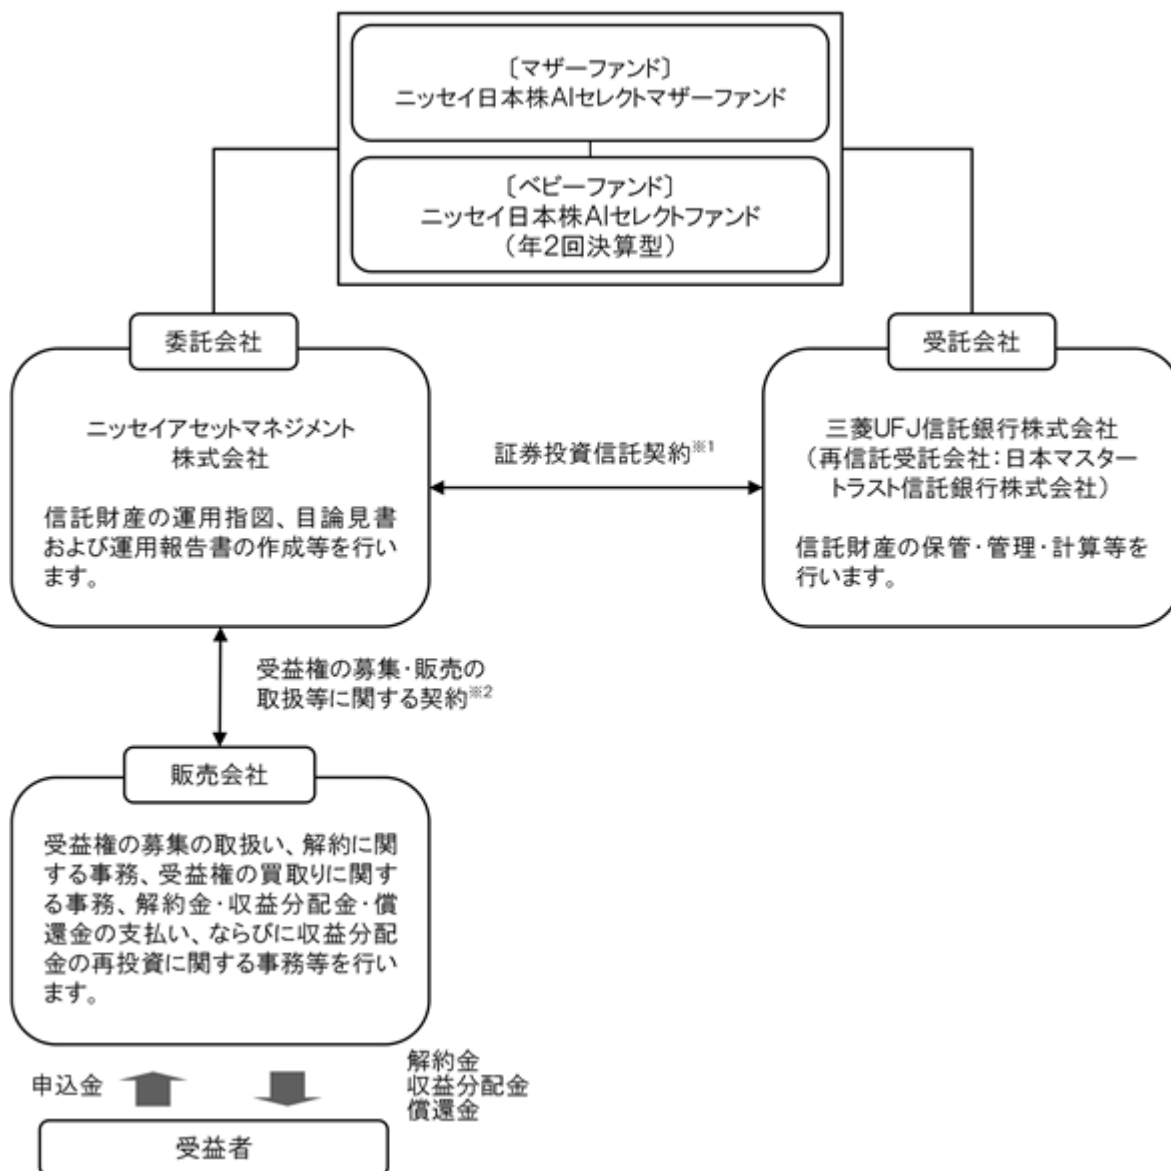 〔マザーファンド〕
ニッセイ日本株AIセレクトマザーファンド
〔ベビーファンド〕
ニッセイ日本株AIセレクトファンド
(年2回決算型)
委託会社
ニッセイアセットマネジメント
株式会社
信託財産の運用指図、目論見書
および運用報告書の作成等を行い
ます。
証券投資信託契約※1
受託会社
三菱UFJ信託銀行株式会社
(再信託受託会社:日本マスター
トラスト信託銀行株式会社)
信託財産の保管・管理・計算等を
行います。
受益権の募集・販売の
取扱等に関する契約※2
販売会社
受益権の募集の取扱い、解約に関
する事務、受益権の買取りに関す
る事務、解約金・収益分配金・償
還金の支払い、ならびに収益分配
金の再投資に関する事務等を行い
ます。
申込金
解約金
収益分配金
償還金
受益者